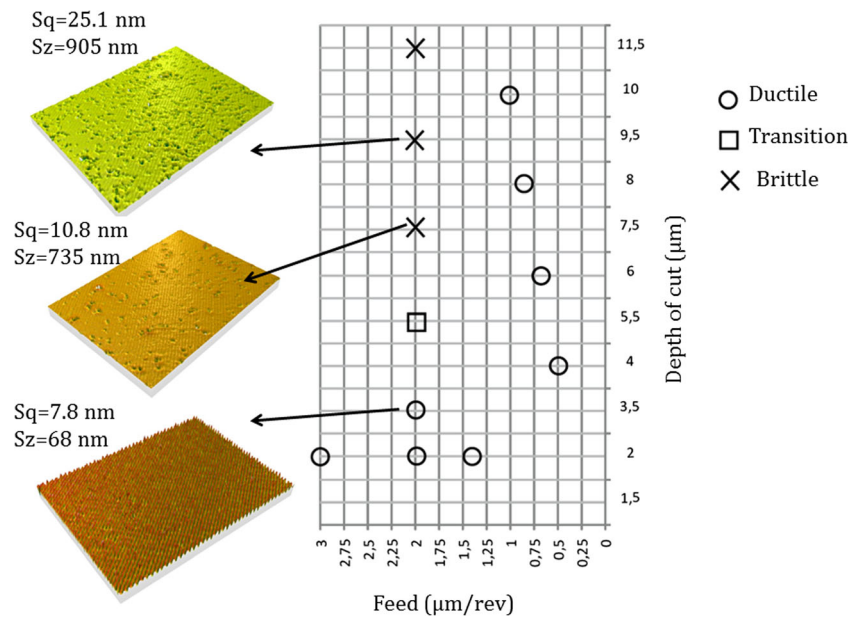 Sq=25.1 nm
Sz=905 nm
Sq=10.8 nm
Sz=735 nm
Sq=7.8 nm
Sz=68 nm
11,5
10
9,5
8
7,5
6
5,5
4
3,5
2
1,5
Depth of cut (µm)
3
2,75
2,5
2,25
2
1,75
1,5
1,25
1
0,75
0,5
0,25
0
Feed (µm/rev)
Ductile
Transition
Brittle